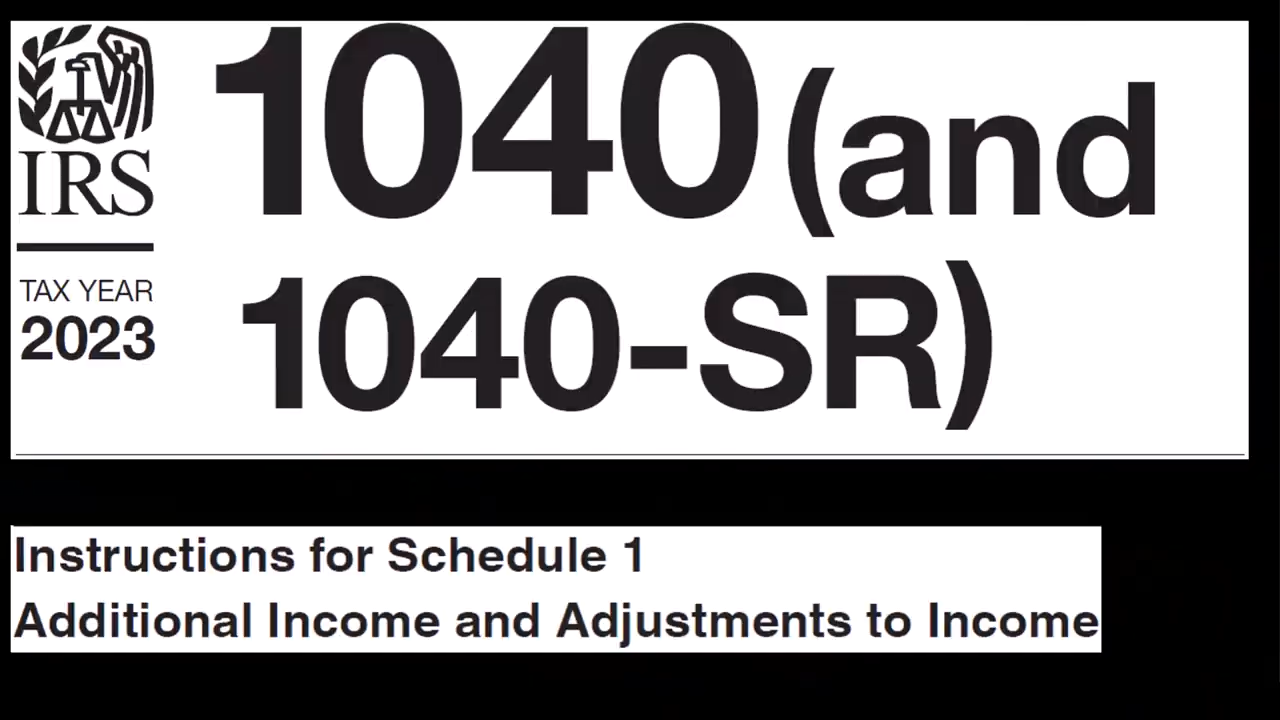 1040 (and
IRS
TAX YEAR
2023
1040-SR)
Instructions for Schedule 1
Additional Income and Adjustments to Income